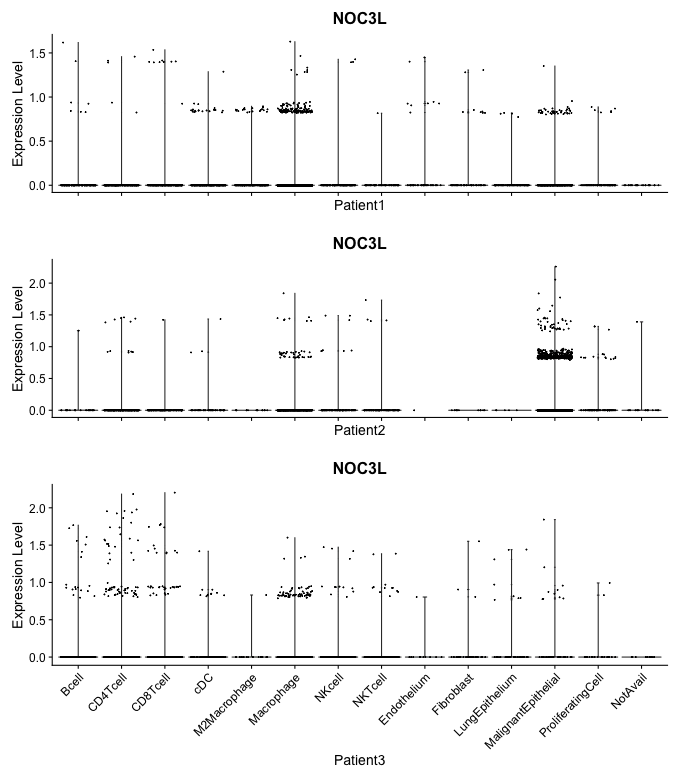 NOC3L
Expression Level
1.5
1.0
0.5
0.0
Patient1
NOC3L
Expression Level
2.0
1.5
1.0
0.5
0.0
Patient2
NOC3L
Expression Level
2.0
1.5
1.0
0.5
0.0
Bcell
CD4Tcell
CD8Tcell
cDC
M2Macrophage
Macrophage
NKcell
NKTcell
Endothelium
Fibroblast
LungEpithelium
MalignantEpithelial
ProliferatingCell
NotAvail
Patient3